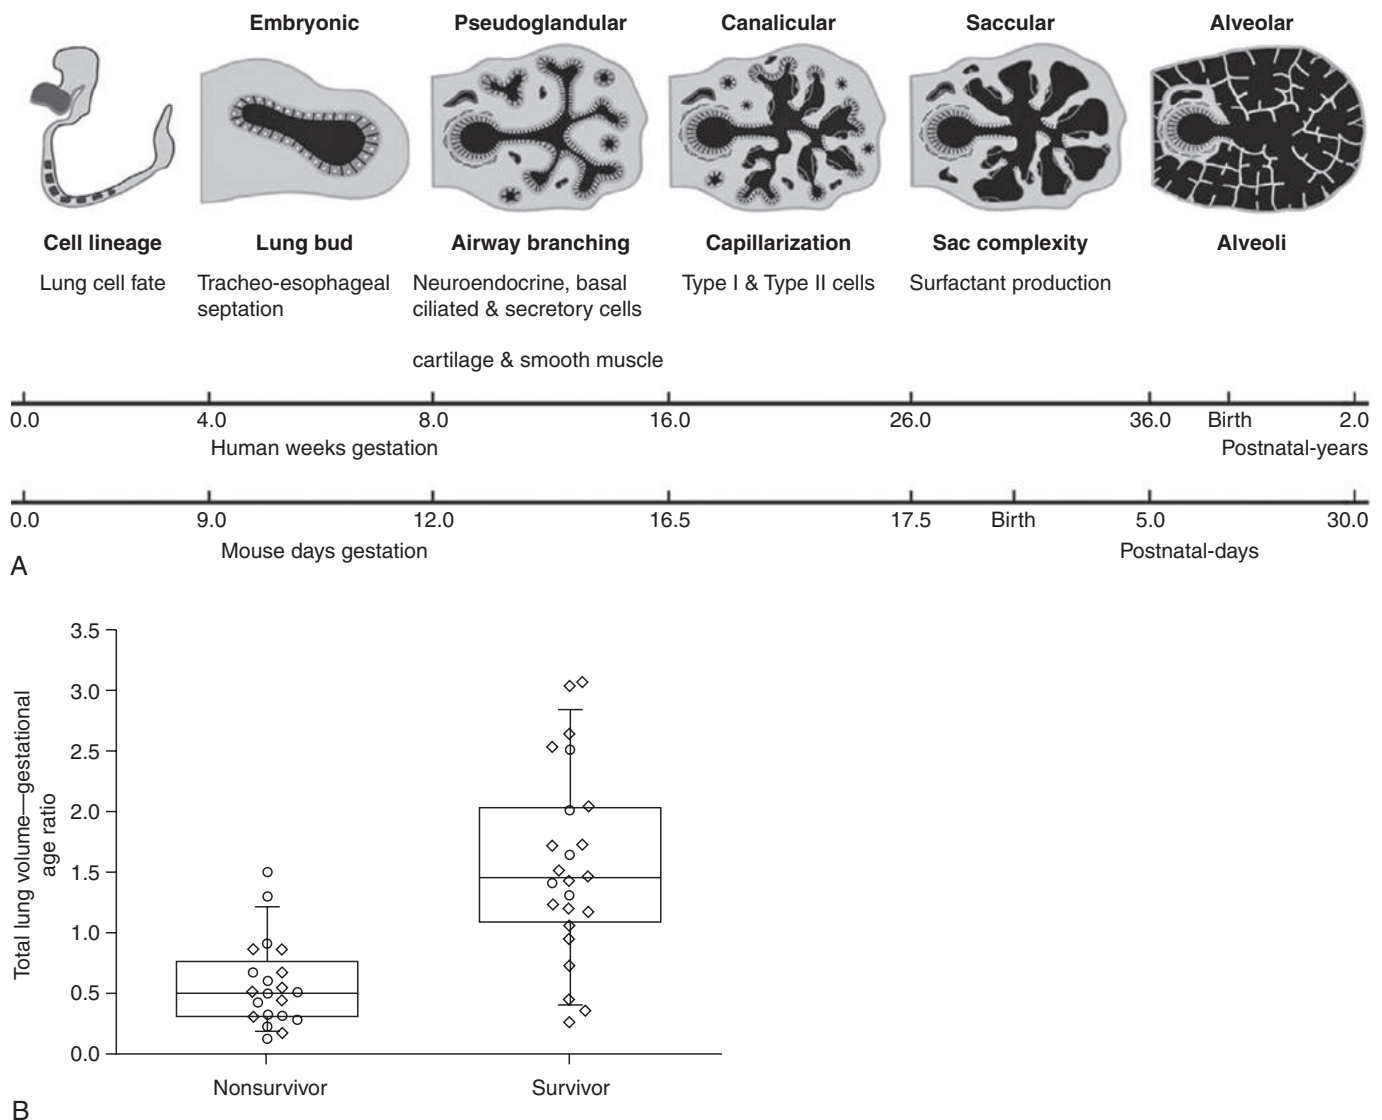 Embryonic Pseudoglandular Canalicular Saccular Alveolar
Cell lineage Lung bud Airway branching Capillarization Sac complexity Alveoli
Lung cell fate Tracheo-esophageal Neuroendocrine, basal Type I & Type II cells Surfactant production
septation ciliated & secretory cells
cartilage & smooth muscle
0.0 4.0 8.0 16.0 26.0 36.0 Birth 2.0
Human weeks gestation Postnatal-years
0.0 9.0 12.0 16.5 17.5 Birth 5.0 30.0
Mouse days gestation Postnatal-days
A
3.5
3.0
2.5
2.0
1.5
1.0
0.5
0.0
Total lung volume—gestational
age ratio
Nonsurvivor Survivor
B